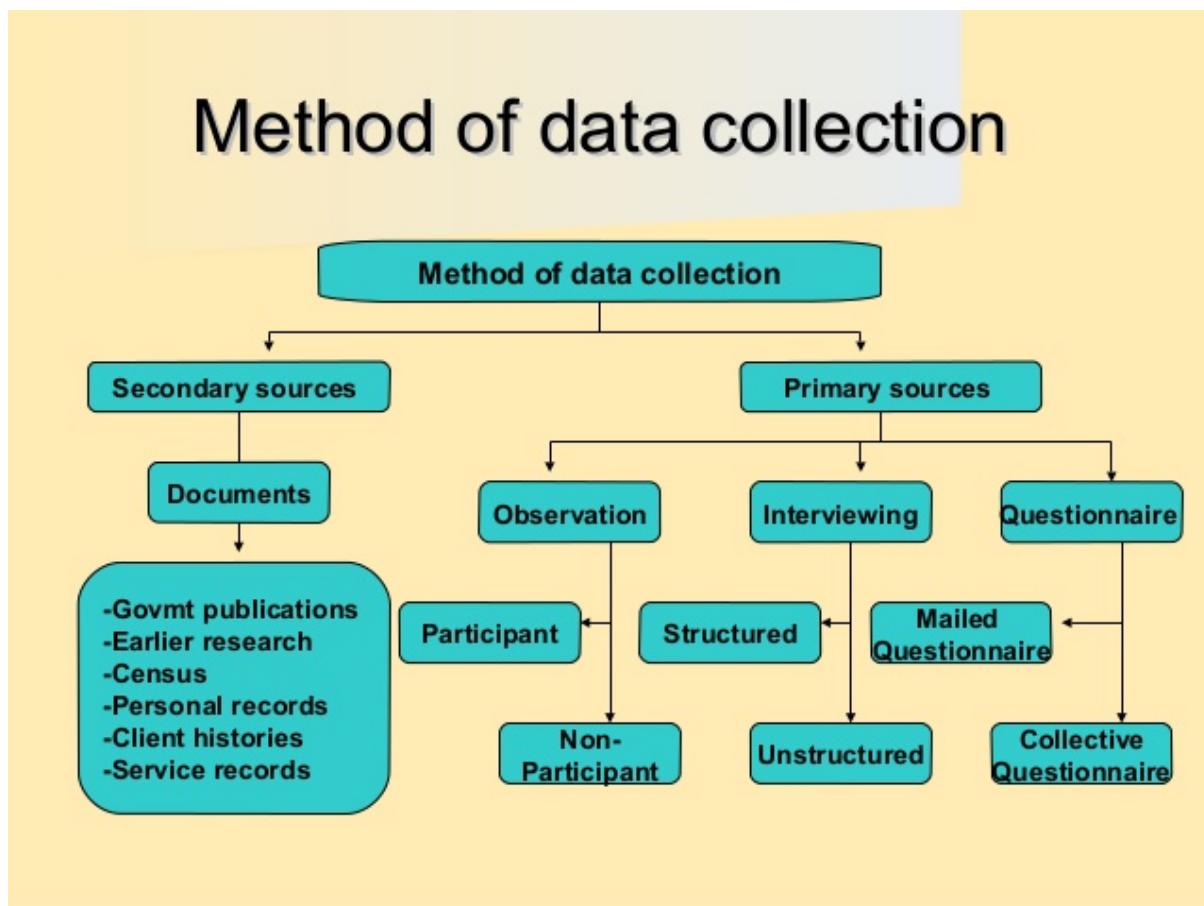 Method of data collection
Method of data collection
Secondary sources
Primary sources
Documents
Observation
Interviewing
Questionnaire
-Govmt publications
-Earlier research
-Census
-Personal records
-Client histories
-Service records
Participant
Structured
Mailed
Questionnaire
Non-
Participant
Unstructured
Collective
Questionnaire